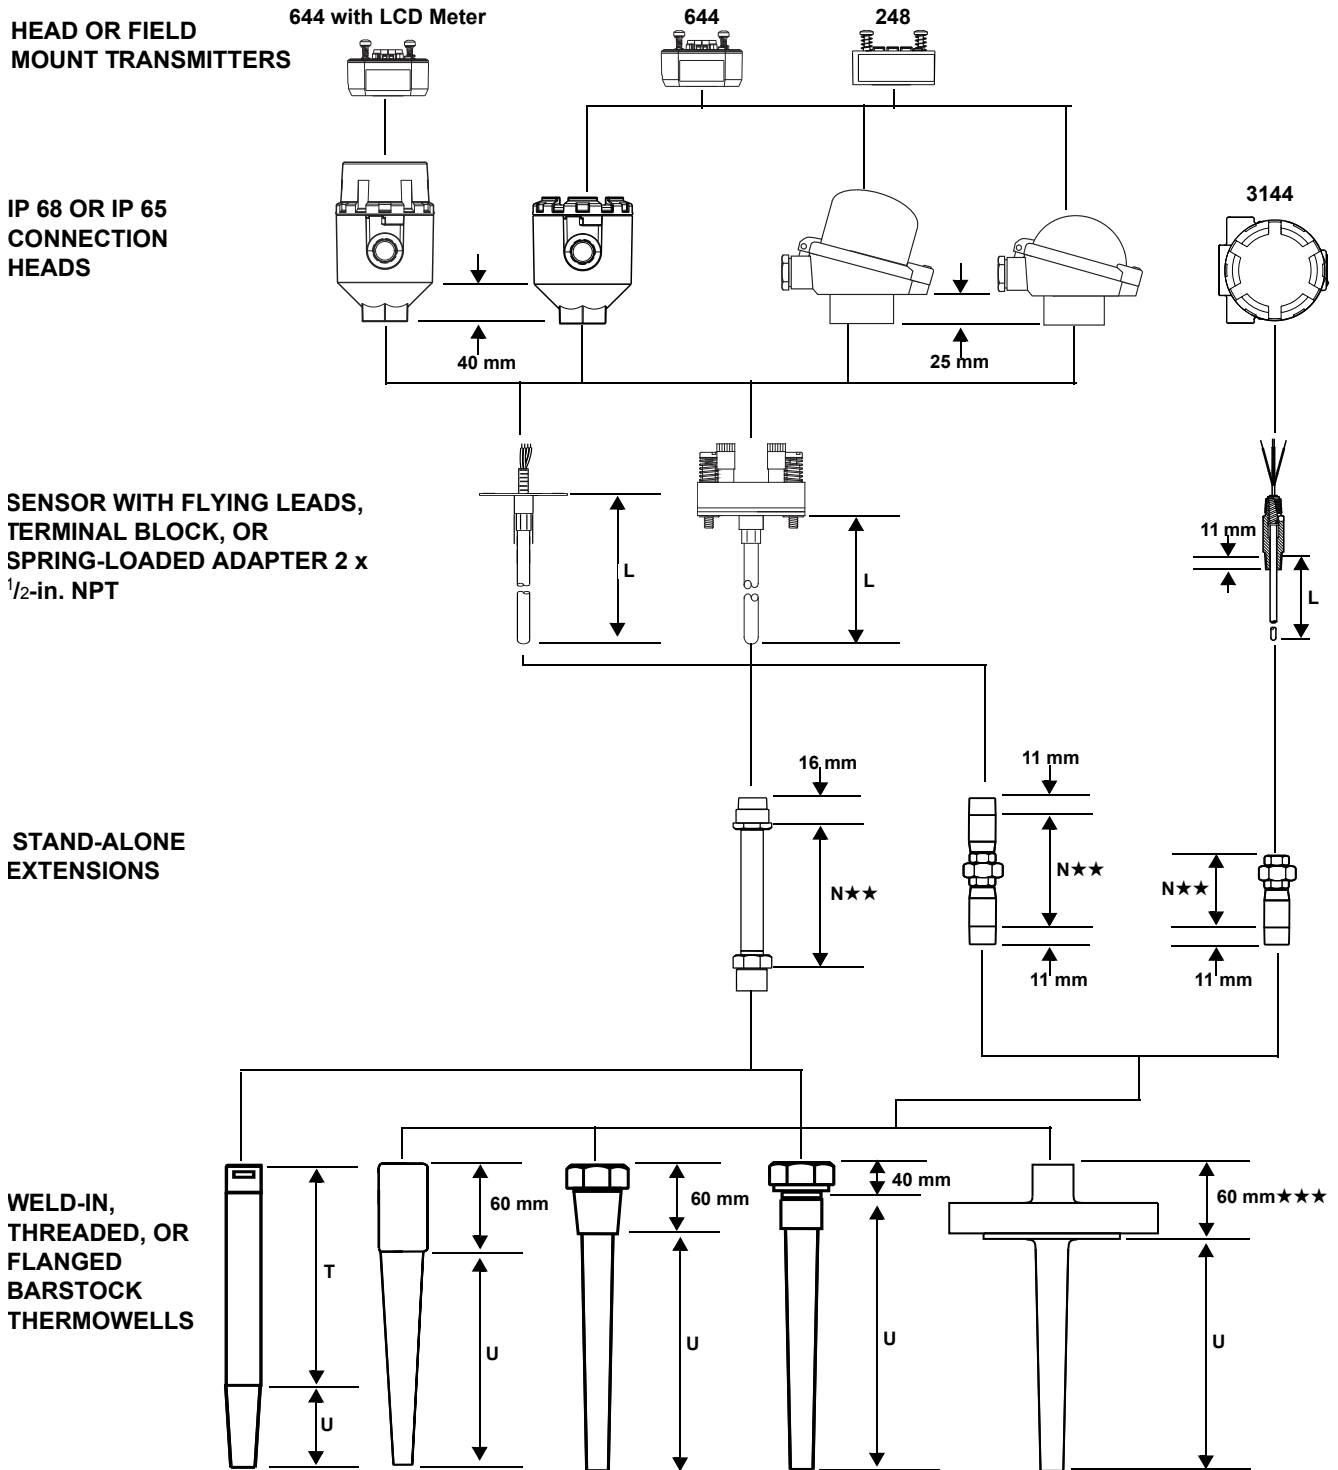 644 with LCD Meter
644
248
HEAD OR FIELD
MOUNT TRANSMITTERS
IP 68 OR IP 65
CONNECTION
HEADS
3144
40 mm
25 mm
SENSOR WITH FLYING LEADS,
TERMINAL BLOCK, OR
SPRING-LOADED ADAPTER 2 x
1/2-in. NPT
L
L
11 mm
L
STAND-ALONE
EXTENSIONS
16 mm
11 mm
N★★
N★★
N★★
11 mm
11 mm
WELD-IN,
THREADED, OR
FLANGED
BARSTOCK
THERMOWELLS
60 mm
60 mm
40 mm
60 mm★★★
T
U
U
U
U
U